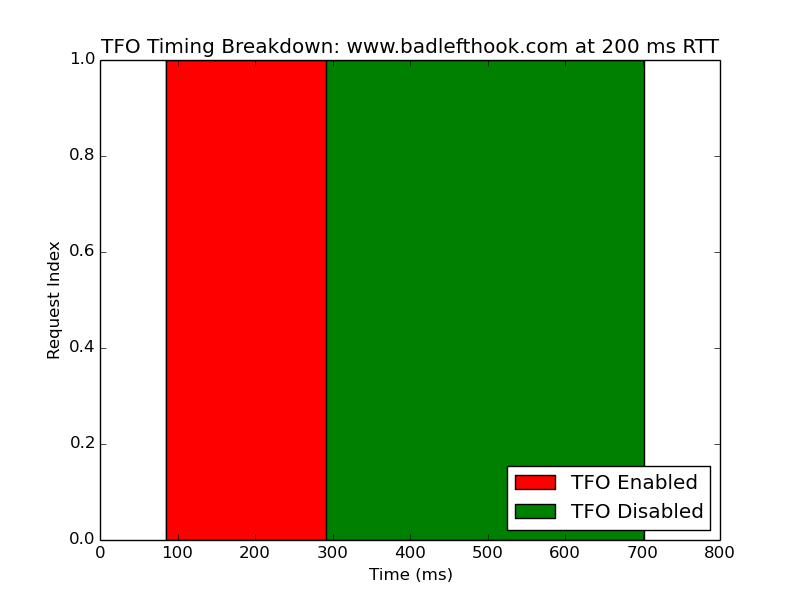 TFO Timing Breakdown: www.badlefthook.com at 200 ms RTT
1.0
0.8
0.6
0.4
0.2
0.0
Request Index
TFO Enabled
TFO Disabled
0 100 200 300 400 500 600 700 800
Time (ms)